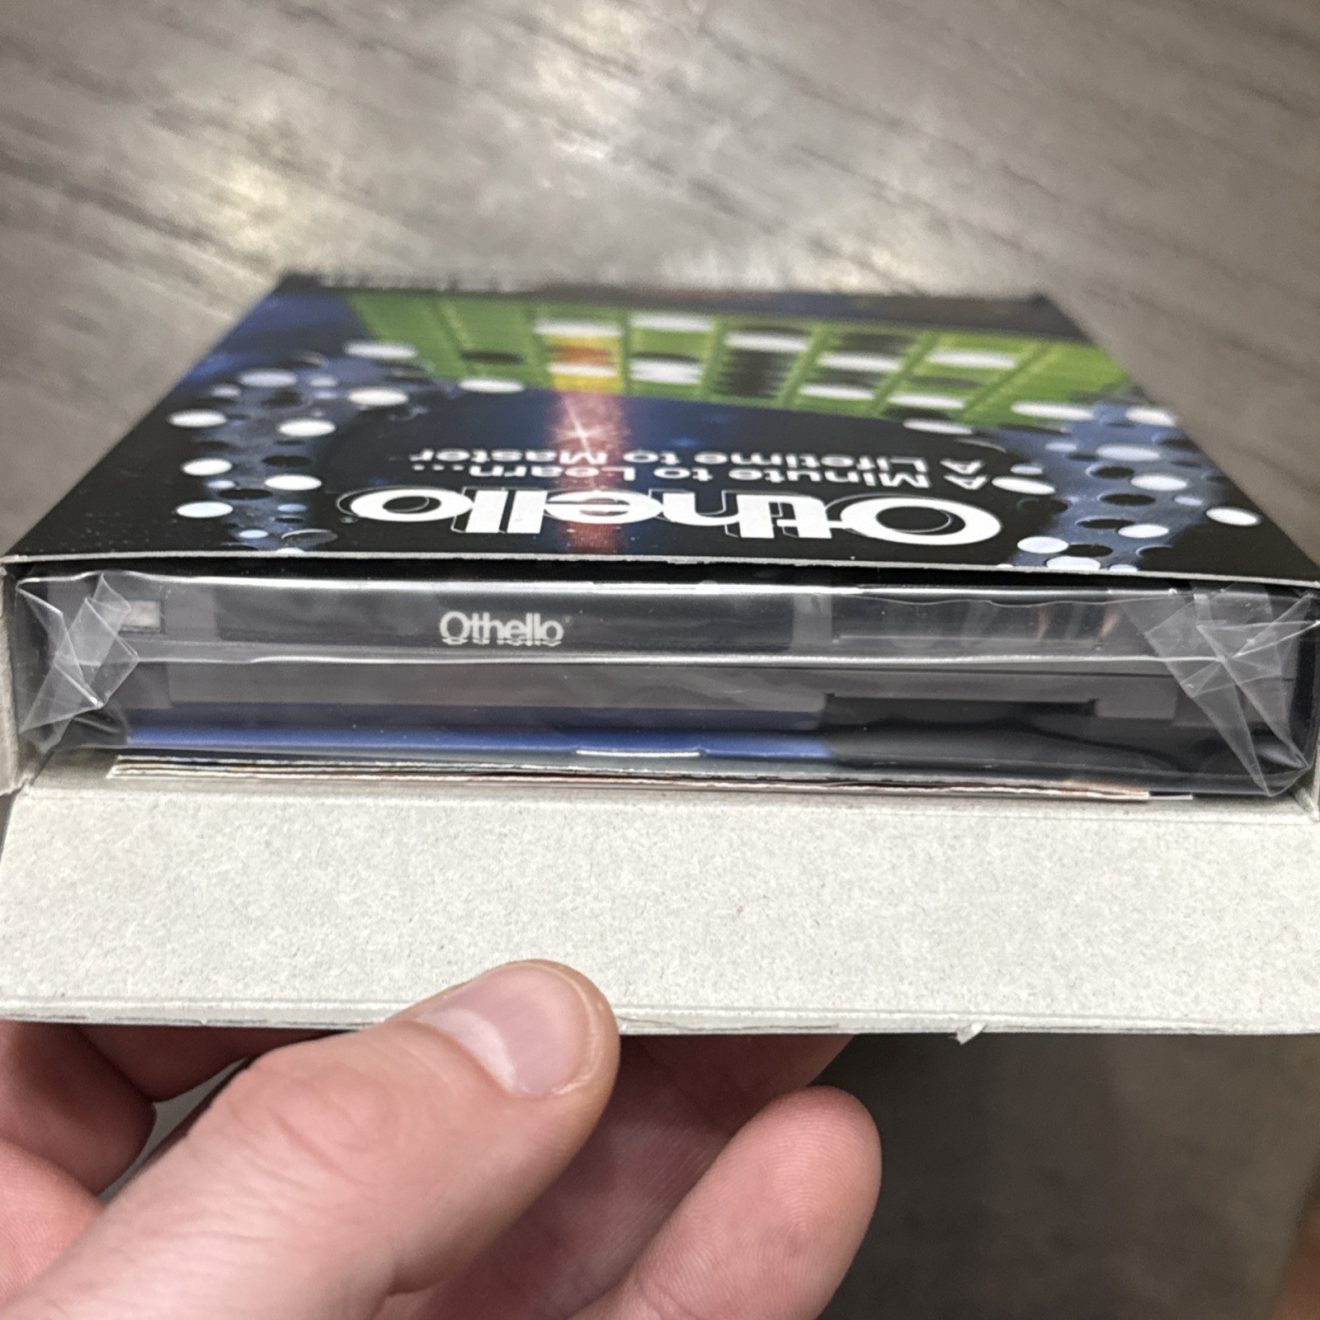 Othello
A Minute to Learn...
A Lifetime to Master
Othello®